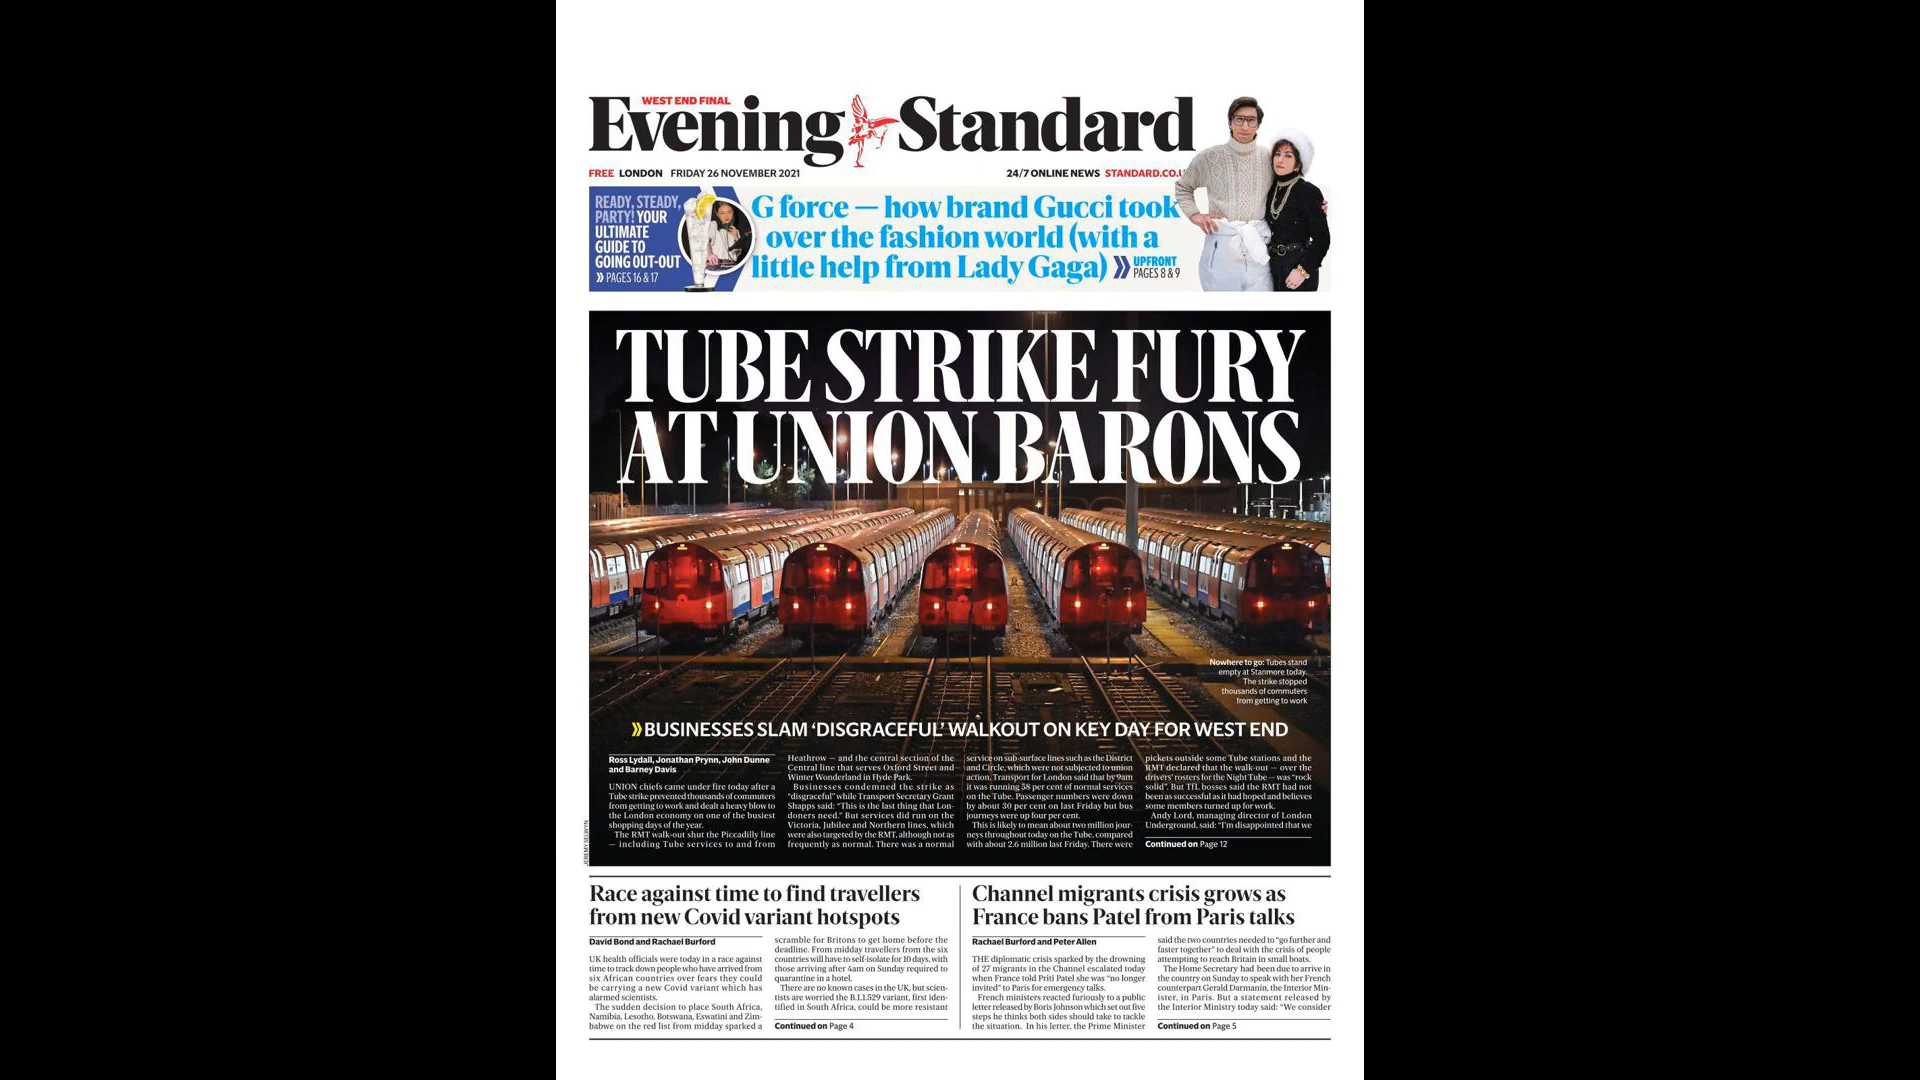 WEST END FINAL
Evening Standard
FREE LONDON FRIDAY 26 NOVEMBER 2021
24/7 ONLINE NEWS STANDARD.CO.U
READY, STEADY,
PARTY! YOUR
ULTIMATE
GUIDE TO
GOING OUT-OUT
» PAGES 16 & 17
G force — how brand Gucci took
over the fashion world (with a
little help from Lady Gaga) » UPFRONT
PAGES 8 & 9
TUBE STRIKE FURY
AT UNION BARONS
Nowhere to go: Tubes stand
empty at Stanmore today.
The strike stopped
thousands of commuters
from getting to work
»BUSINESSES SLAM ‘DISGRACEFUL’ WALKOUT ON KEY DAY FOR WEST END
JEREMY SELWYN
Ross Lydall, Jonathan Prynn, John Dunne
and Barney Davis
UNION chiefs came under fire today after a
Tube strike prevented thousands of commuters
from getting to work and dealt a heavy blow to
the London economy on one of the busiest
shopping days of the year.
The RMT walk-out shut the Piccadilly line
— including Tube services to and from
Heathrow — and the central section of the
Central line that serves Oxford Street and
Winter Wonderland in Hyde Park.
Businesses condemned the strike as
“disgraceful” while Transport Secretary Grant
Shapps said: “This is the last thing that Lon-
doners need.” But services did run on the
Victoria, Jubilee and Northern lines, which
were also targeted by the RMT, although not as
frequently as normal. There was a normal
service on sub-surface lines such as the District
and Circle, which were not subjected to union
action. Transport for London said that by 9am
it was running 58 per cent of normal services
on the Tube. Passenger numbers were down
by about 30 per cent on last Friday but bus
journeys were up four per cent.
This is likely to mean about two million jour-
neys throughout today on the Tube, compared
with about 2.6 million last Friday. There were
pickets outside some Tube stations and the
RMT declared that the walk-out — over the
drivers’ rosters for the Night Tube — was “rock
solid”. But TfL bosses said the RMT had not
been as successful as it had hoped and believes
some members turned up for work.
Andy Lord, managing director of London
Underground, said: “I’m disappointed that we
Continued on Page 12
Race against time to find travellers
from new Covid variant hotspots
David Bond and Rachael Burford
UK health officials were today in a race against
time to track down people who have arrived from
six African countries over fears they could
be carrying a new Covid variant which has
alarmed scientists.
The sudden decision to place South Africa,
Namibia, Lesotho, Botswana, Eswatini and Zim-
babwe on the red list from midday sparked a
scramble for Britons to get home before the
deadline. From midday travellers from the six
countries will have to self-isolate for 10 days, with
those arriving after 4am on Sunday required to
quarantine in a hotel.
There are no known cases in the UK, but scien-
tists are worried the B.1.1.529 variant, first iden-
tified in South Africa, could be more resistant
Continued on Page 4
Channel migrants crisis grows as
France bans Patel from Paris talks
Rachael Burford and Peter Allen
THE diplomatic crisis sparked by the drowning
of 27 migrants in the Channel escalated today
when France told Priti Patel she was “no longer
invited” to Paris for emergency talks.
French ministers reacted furiously to a public
letter released by Boris Johnson which set out five
steps he thinks both sides should take to tackle
the situation. In his letter, the Prime Minister
said the two countries needed to “go further and
faster together” to deal with the crisis of people
attempting to reach Britain in small boats.
The Home Secretary had been due to arrive in
the country on Sunday to speak with her French
counterpart Gerald Darmanin, the Interior Min-
ister, in Paris. But a statement released by
the Interior Ministry today said: “We consider
Continued on Page 5